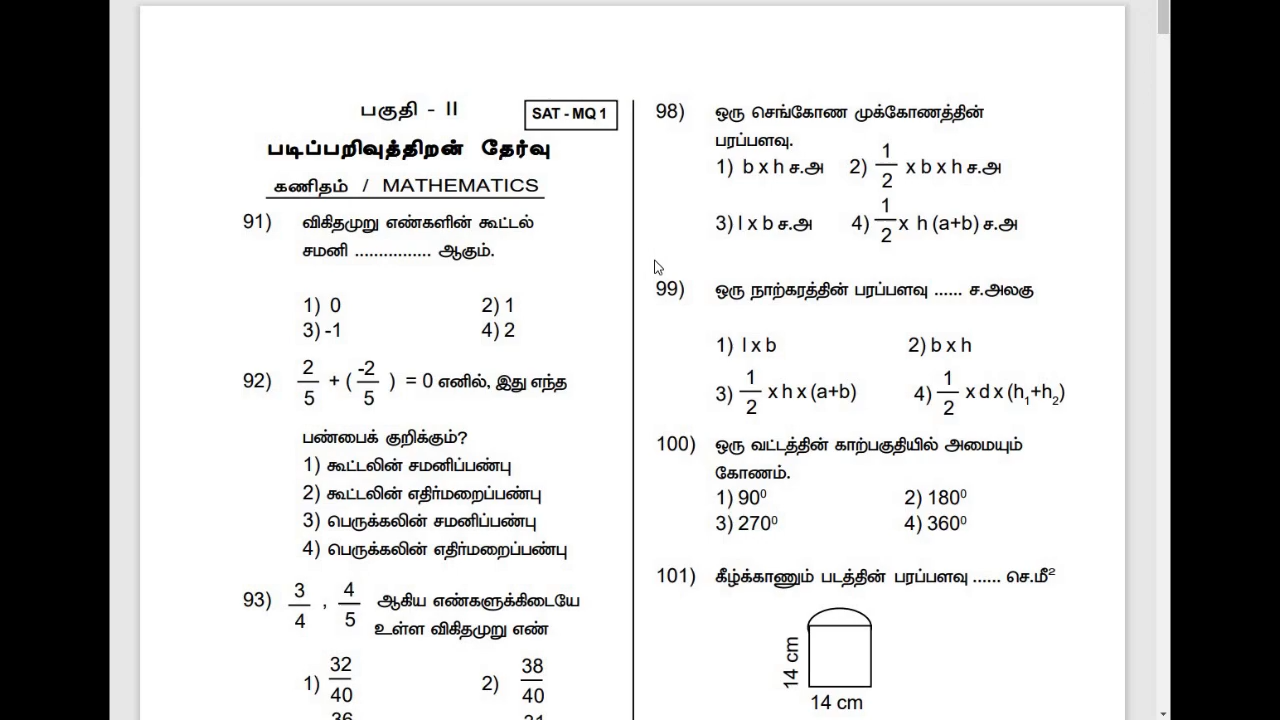 பகுதி - II
SAT - MQ 1
படிப்பறிவுத்திறன் தேர்வு
கணிதம் / MATHEMATICS
91) விகிதமுறு எண்களின் கூட்டல்
சமனி ................ ஆகும்.
1) 0 2) 1
3) -1 4) 2
92) 2/5 + (-2/5) = 0 எனில், இது எந்த
பண்பைக் குறிக்கும்?
1) கூட்டலின் சமனிப்பண்பு
2) கூட்டலின் எதிர்மறைப்பண்பு
3) பெருக்கலின் சமனிப்பண்பு
4) பெருக்கலின் எதிர்மறைப்பண்பு
93) 3/4 , 4/5 ஆகிய எண்களுக்கிடையே
உள்ள விகிதமுறு எண்
1) 32/40 2) 38/40
98) ஒரு செங்கோண முக்கோணத்தின்
பரப்பளவு.
1) b x h ச.அ 2) 1/2 x b x h ச.அ
3) l x b ச.அ 4) 1/2 x h (a+b) ச.அ
99) ஒரு நாற்கரத்தின் பரப்பளவு ...... ச.அலகு
1) l x b 2) b x h
3) 1/2 x h x (a+b) 4) 1/2 x d x (h₁+h₂)
100) ஒரு வட்டத்தின் காற்பகுதியில் அமையும்
கோணம்.
1) 90⁰ 2) 180⁰
3) 270⁰ 4) 360⁰
101) கீழ்க்காணும் படத்தின் பரப்பளவு ...... செ.மீ²
14 cm
14 cm